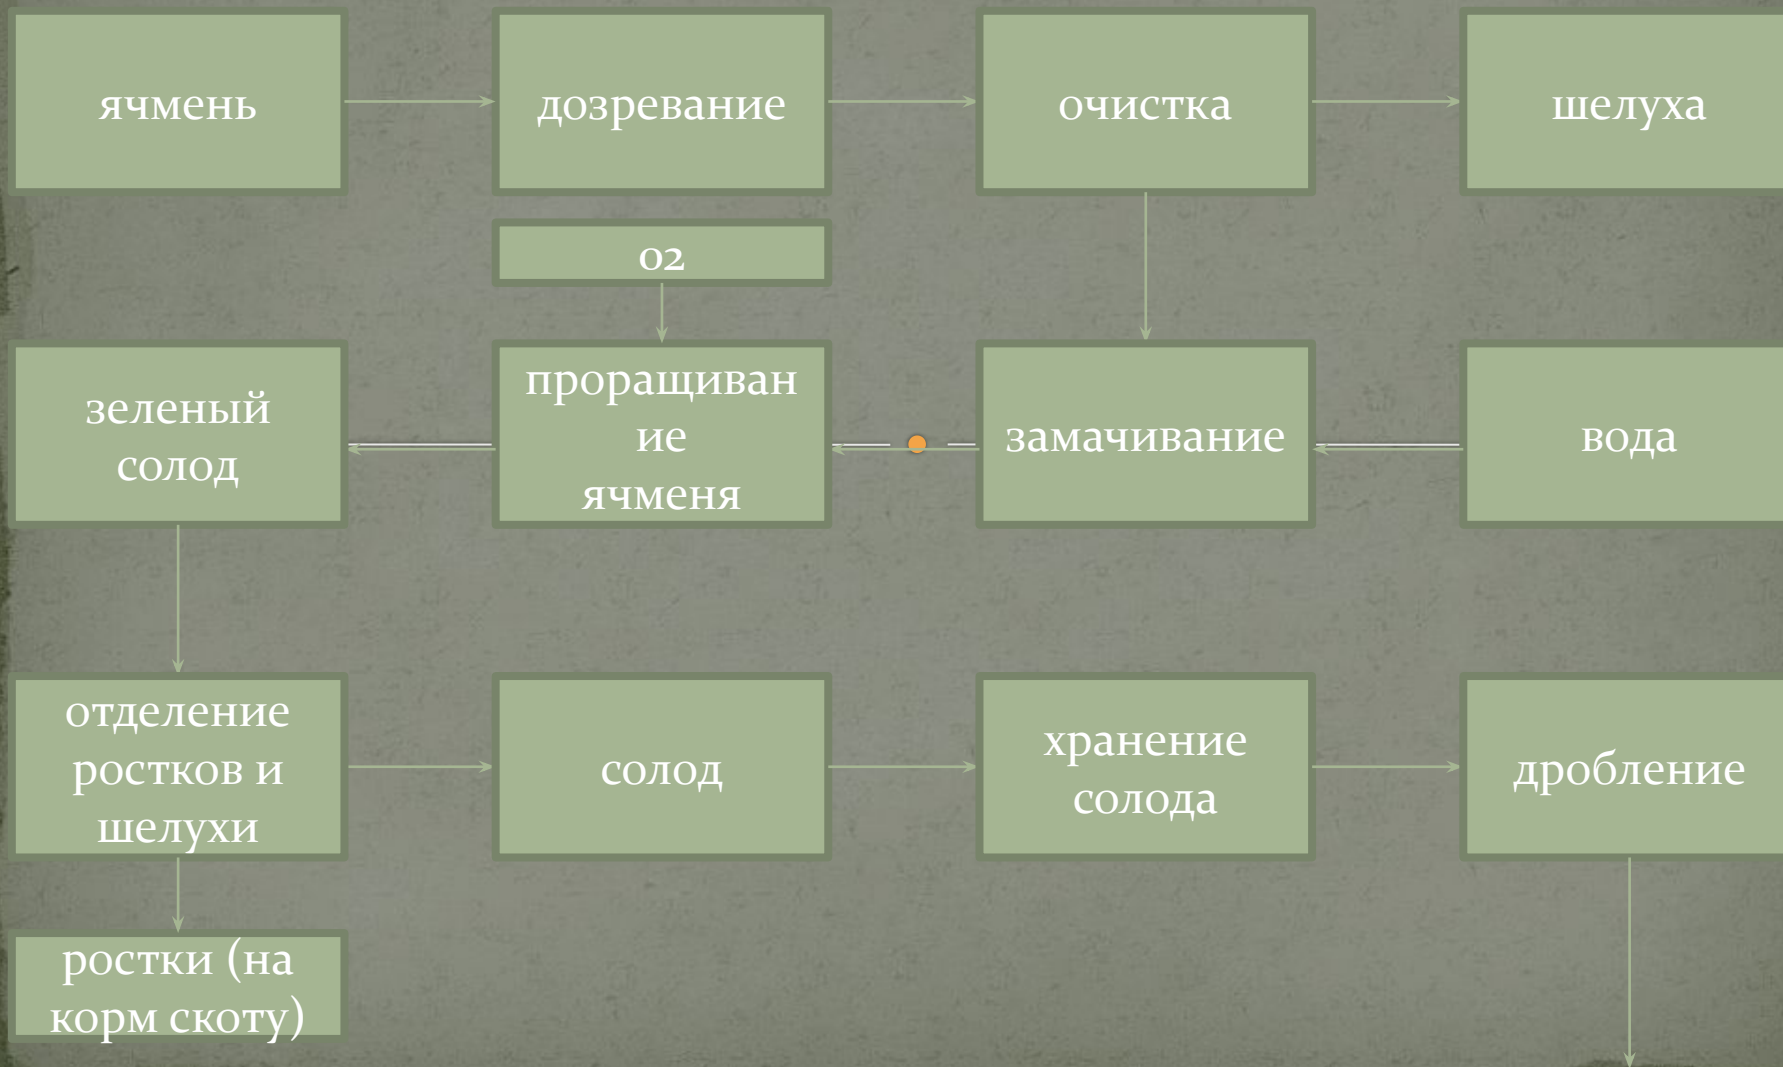 ячмень
дозревание
очистка
шелуха
о2
зеленый
солод
проращиван
ие
ячменя
замачивание
вода
отделение
ростков и
шелухи
солод
хранение
солода
дробление
ростки (на
корм скоту)